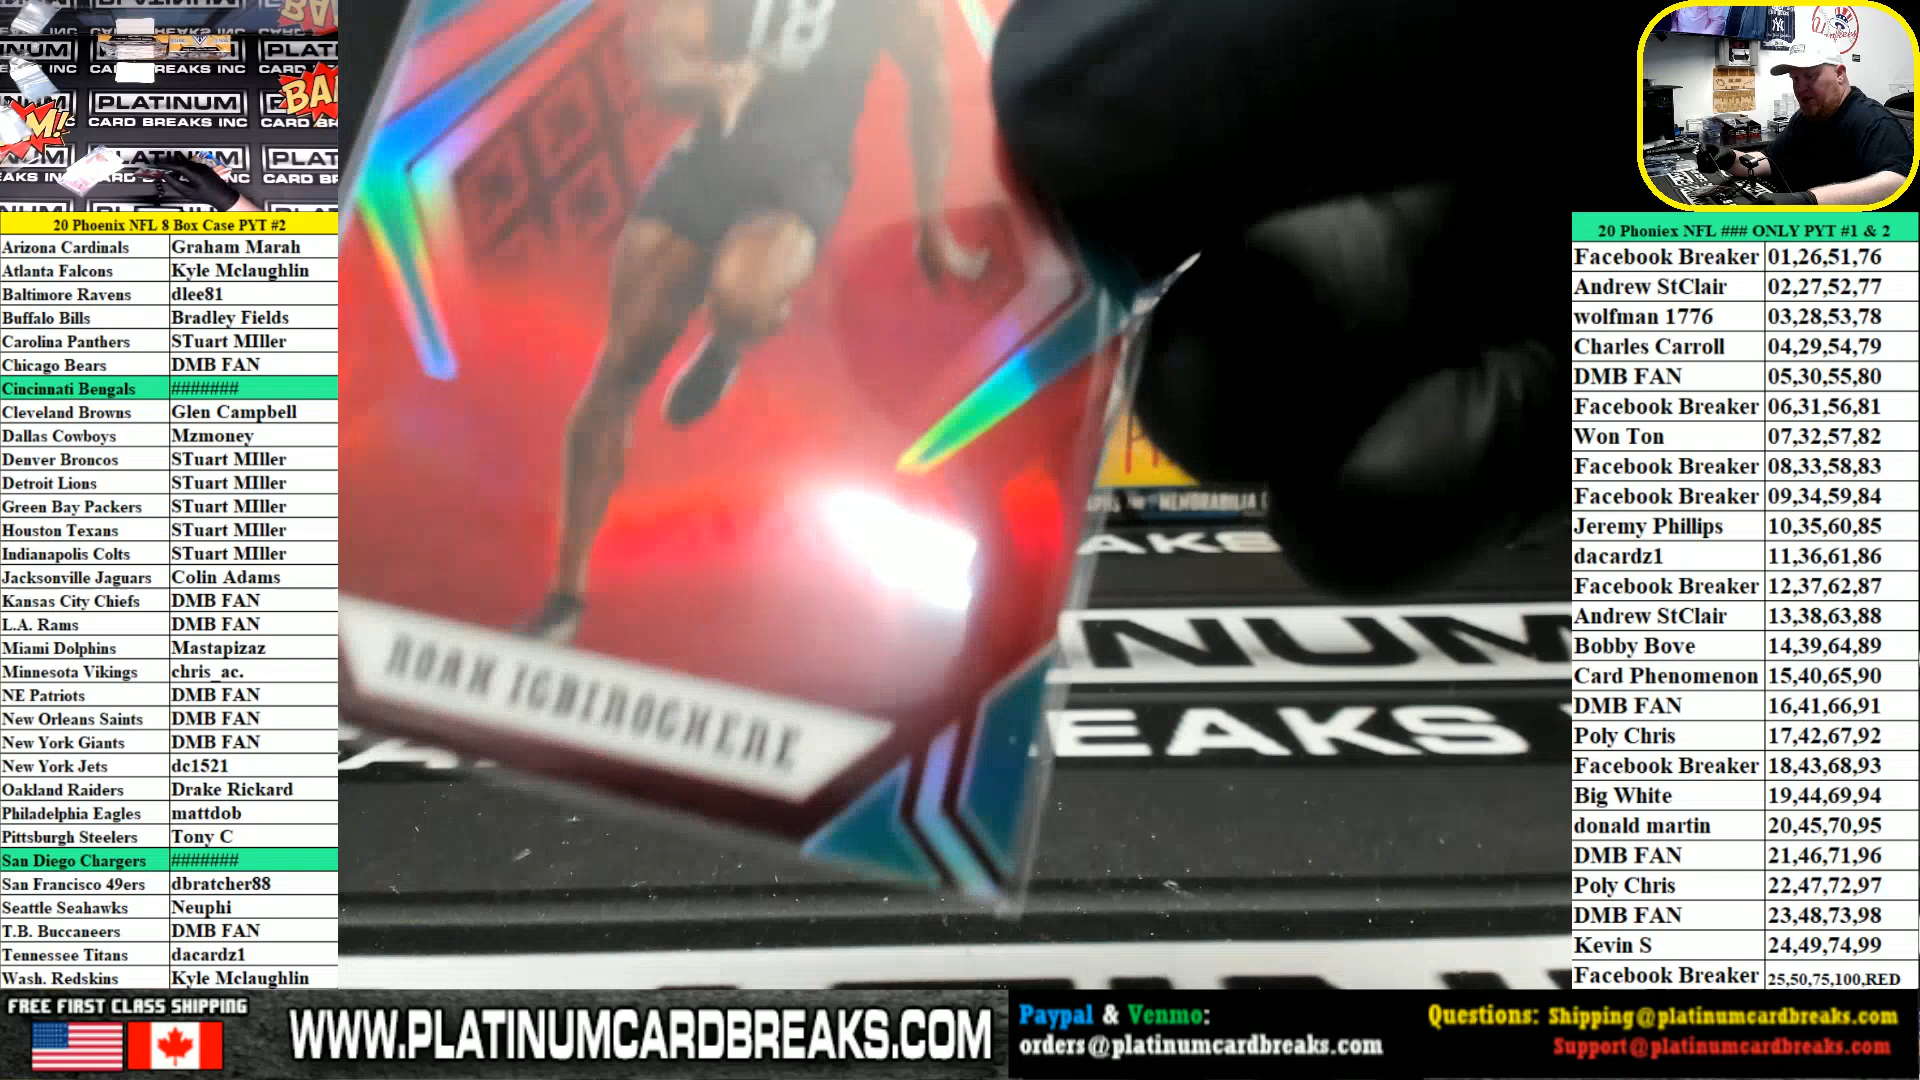 20 Phoenix NFL 8 Box Case PYT #2
Arizona Cardinals Graham Marah
Atlanta Falcons Kyle Mclaughlin
Baltimore Ravens dlee81
Buffalo Bills Bradley Fields
Carolina Panthers STuart MIller
Chicago Bears DMB FAN
Cincinnati Bengals #######
Cleveland Browns Glen Campbell
Dallas Cowboys Mzmoney
Denver Broncos STuart MIller
Detroit Lions STuart MIller
Green Bay Packers STuart MIller
Houston Texans STuart MIller
Indianapolis Colts STuart MIller
Jacksonville Jaguars Colin Adams
Kansas City Chiefs DMB FAN
L.A. Rams DMB FAN
Miami Dolphins Mastapizaz
Minnesota Vikings chris_ac.
NE Patriots DMB FAN
New Orleans Saints DMB FAN
New York Giants DMB FAN
New York Jets dc1521
Oakland Raiders Drake Rickard
Philadelphia Eagles mattdob
Pittsburgh Steelers Tony C
San Diego Chargers #######
San Francisco 49ers dbratcher88
Seattle Seahawks Neuphi
T.B. Buccaneers DMB FAN
Tennessee Titans dacardz1
Wash. Redskins Kyle Mclaughlin
PLATINUM
CARD BREAKS INC
BAM!
18
NOAH IGBINOGHENE
MEMORABILIA
AKS
NUM
EAKS
Yankees
20 Phoniex NFL ### ONLY PYT #1 & 2
Facebook Breaker 01,26,51,76
Andrew StClair 02,27,52,77
wolfman 1776 03,28,53,78
Charles Carroll 04,29,54,79
DMB FAN 05,30,55,80
Facebook Breaker 06,31,56,81
Won Ton 07,32,57,82
Facebook Breaker 08,33,58,83
Facebook Breaker 09,34,59,84
Jeremy Phillips 10,35,60,85
dacardz1 11,36,61,86
Facebook Breaker 12,37,62,87
Andrew StClair 13,38,63,88
Bobby Bove 14,39,64,89
Card Phenomenon 15,40,65,90
DMB FAN 16,41,66,91
Poly Chris 17,42,67,92
Facebook Breaker 18,43,68,93
Big White 19,44,69,94
donald martin 20,45,70,95
DMB FAN 21,46,71,96
Poly Chris 22,47,72,97
DMB FAN 23,48,73,98
Kevin S 24,49,74,99
Facebook Breaker 25,50,75,100,RED
FREE FIRST CLASS SHIPPING
WWW.PLATINUMCARDBREAKS.COM
Paypal & Venmo:
orders@platinumcardbreaks.com
Questions: Shipping@platinumcardbreaks.com
Support@platinumcardbreaks.com